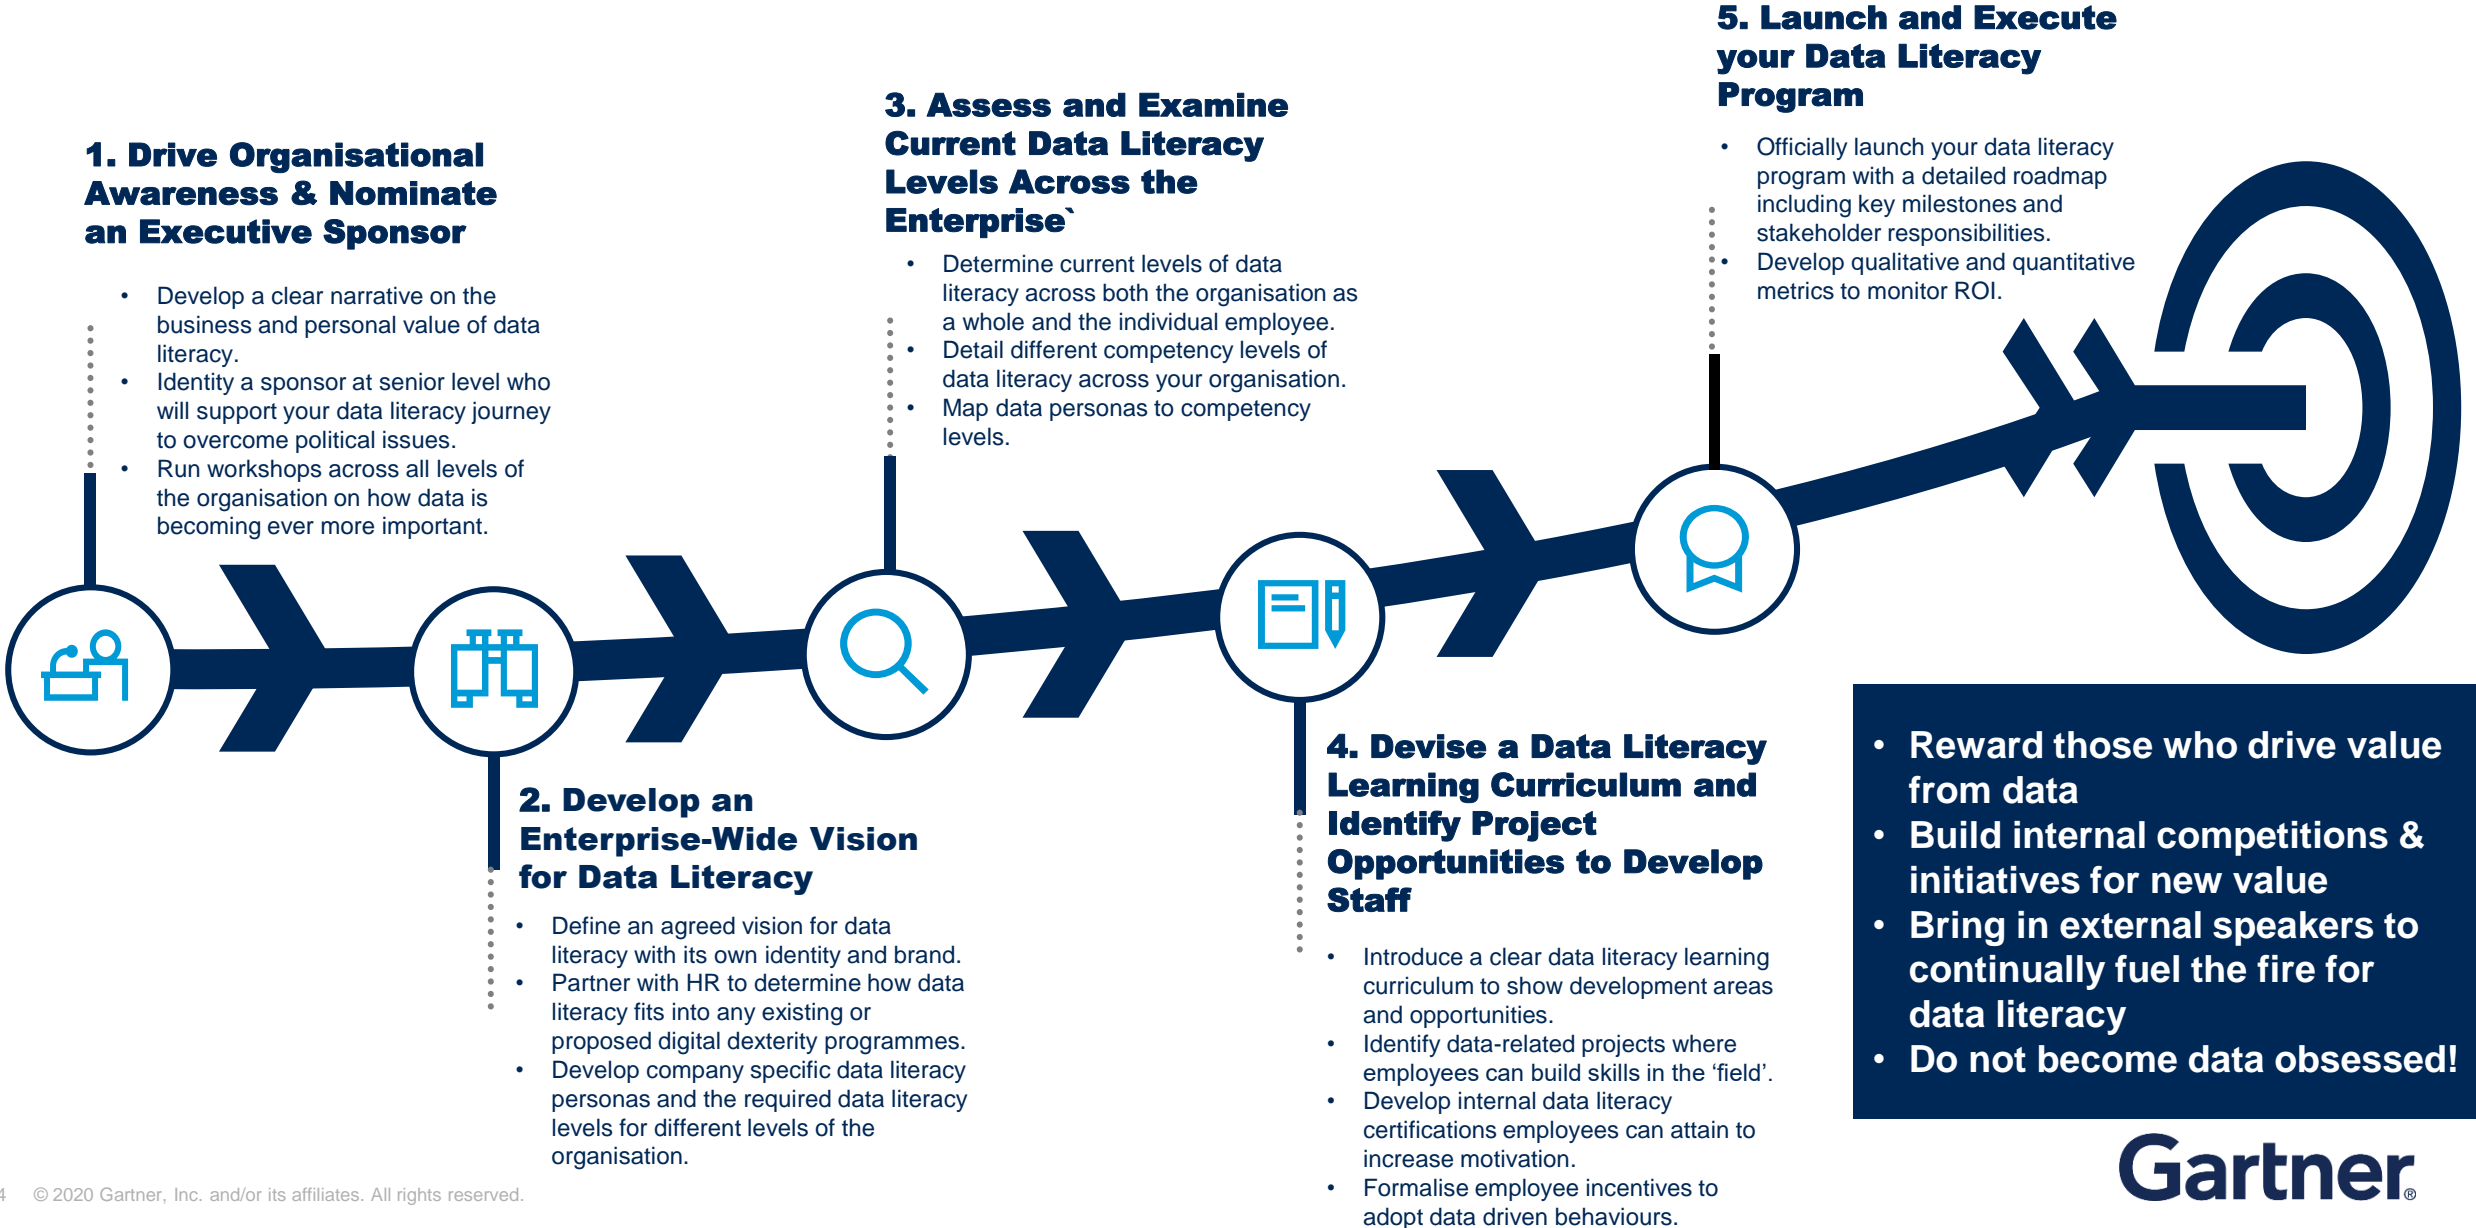 1. Drive Organisational
Awareness & Nominate
an Executive Sponsor
• Develop a clear narrative on the
business and personal value of data
literacy.
• Identity a sponsor at senior level who
will support your data literacy journey
to overcome political issues.
• Run workshops across all levels of
the organisation on how data is
becoming ever more important.
2. Develop an
Enterprise-Wide Vision
for Data Literacy
• Define an agreed vision for data
literacy with its own identity and brand.
• Partner with HR to determine how data
literacy fits into any existing or
proposed digital dexterity programmes.
• Develop company specific data literacy
personas and the required data literacy
levels for different levels of the
organisation.
3. Assess and Examine
Current Data Literacy
Levels Across the
Enterprise`
• Determine current levels of data
literacy across both the organisation as
a whole and the individual employee.
• Detail different competency levels of
data literacy across your organisation.
• Map data personas to competency
levels.
4. Devise a Data Literacy
Learning Curriculum and
Identify Project
Opportunities to Develop
Staff
• Introduce a clear data literacy learning
curriculum to show development areas
and opportunities.
• Identify data-related projects where
employees can build skills in the ‘field’.
• Develop internal data literacy
certifications employees can attain to
increase motivation.
• Formalise employee incentives to
adopt data driven behaviours.
5. Launch and Execute
your Data Literacy
Program
• Officially launch your data literacy
program with a detailed roadmap
including key milestones and
stakeholder responsibilities.
• Develop qualitative and quantitative
metrics to monitor ROI.
• Reward those who drive value
from data
• Build internal competitions &
initiatives for new value
• Bring in external speakers to
continually fuel the fire for
data literacy
• Do not become data obsessed!
4 © 2020 Gartner, Inc. and/or its affiliates. All rights reserved.
Gartner®